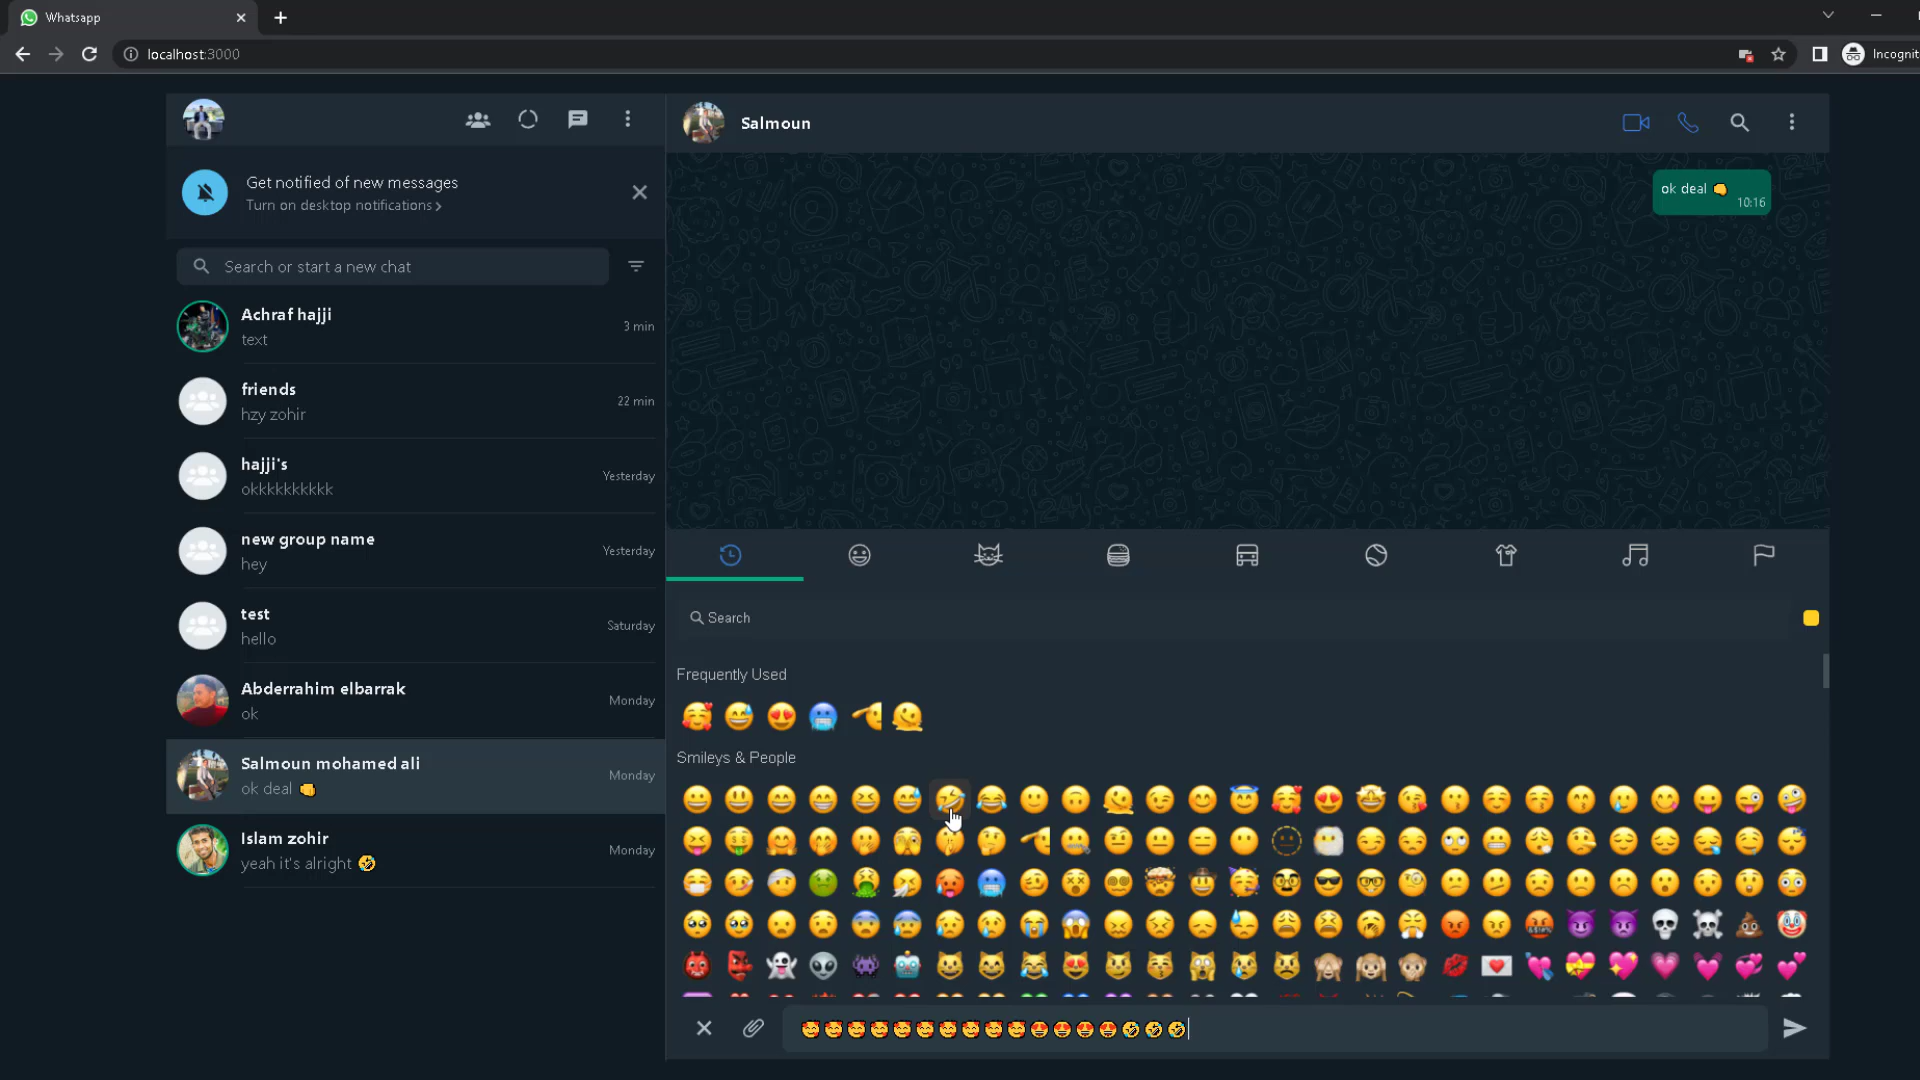 Whatsapp
localhost:3000
Incognit
Salmoun
Get notified of new messages
Turn on desktop notifications
Search or start a new chat
Achraf hajji
text
3 min
friends
hzy zohir
22 min
hajji's
okkkkkkkkkk
Yesterday
new group name
hey
Yesterday
test
hello
Saturday
Abderrahim elbarrak
ok
Monday
Salmoun mohamed ali
ok deal 👊
Monday
Islam zohir
yeah it's alright 🤣
Monday
ok deal 👊
10:16
Search
Frequently Used
Smileys & People
🥰🥰🥰🥰🥰🥰🥰🥰🥰🥰😍😍😍😍🤣🤣🤣